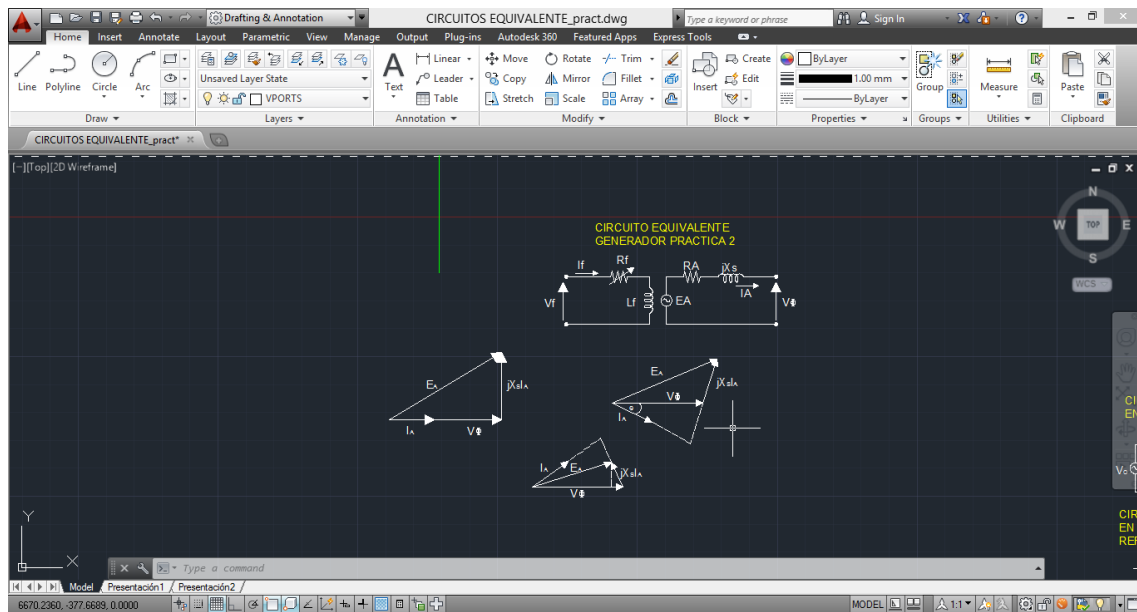 Drafting & Annotation
CIRCUITOS EQUIVALENTE_pract.dwg
Type a keyword or phrase
Sign In
Home Insert Annotate Layout Parametric View Manage Output Plug-ins Autodesk 360 Featured Apps Express Tools
Line Polyline Circle Arc
Unsaved Layer State
VPORTS
Text
Linear
Leader
Table
Move Rotate Trim
Copy Mirror Fillet
Stretch Scale Array
Insert
Create
Edit
ByLayer
1.00 mm
ByLayer
Group
Measure
Paste
Draw Layers Annotation Modify Block Properties Groups Utilities Clipboard
CIRCUITOS EQUIVALENTE_pract*
[−][Top][2D Wireframe]
N
W TOP E
S
WCS
CIRCUITO EQUIVALENTE
GENERADOR PRACTICA 2
If Rf RA jXs
IA
Vf Lf EA VΦ
EA jXsIA
IA VΦ
EA jXsIA
VΦ
IA
IA EA jXsIA
VΦ
CI
EN
Vc
CIR
EN
REF
Y
X
Type a command
Model Presentación1 Presentación2
6670.2360, -377.6689, 0.0000
MODEL
1:1